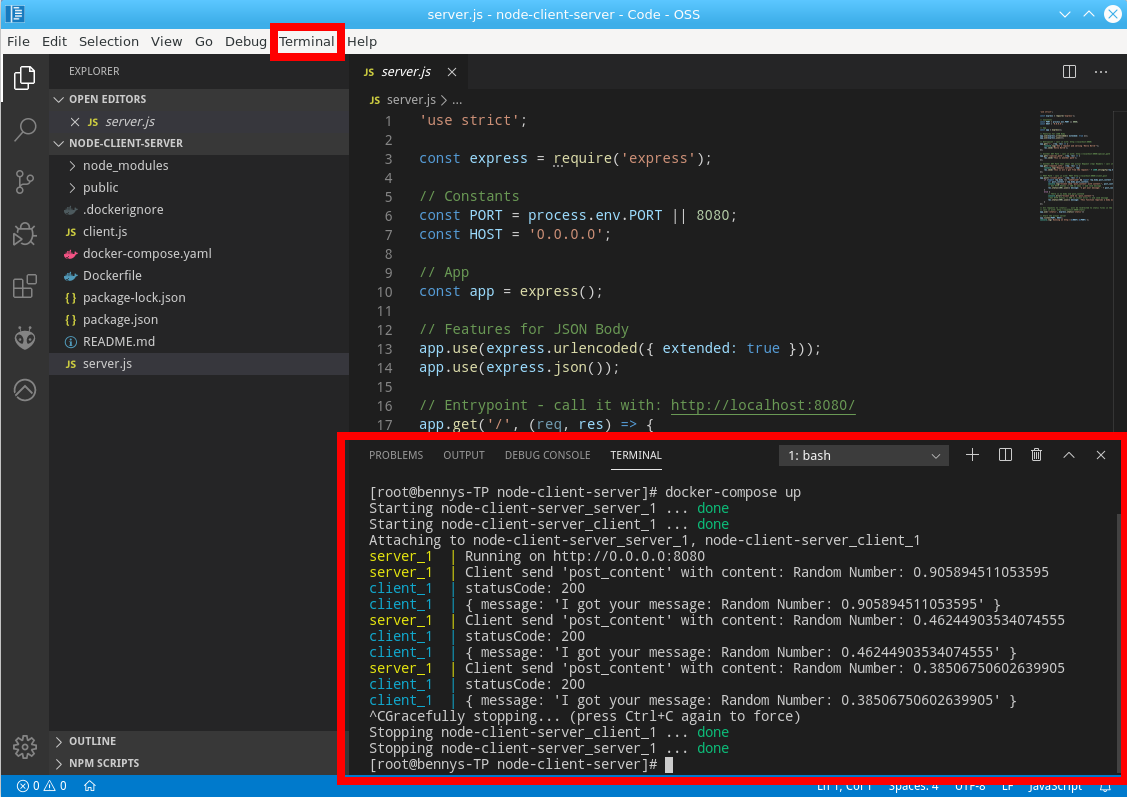 server.js - node-client-server - Code - OSS
File Edit Selection View Go Debug Terminal Help
EXPLORER
OPEN EDITORS
JS server.js
NODE-CLIENT-SERVER
node_modules
public
.dockerignore
JS client.js
docker-compose.yaml
Dockerfile
{} package-lock.json
{} package.json
README.md
JS server.js
OUTLINE
NPM SCRIPTS
JS server.js
JS server.js > ...
1 'use strict';
2
3 const express = require('express');
4
5 // Constants
6 const PORT = process.env.PORT || 8080;
7 const HOST = '0.0.0.0';
8
9 // App
10 const app = express();
11
12 // Features for JSON Body
13 app.use(express.urlencoded({ extended: true }));
14 app.use(express.json());
15
16 // Entrypoint - call it with: http://localhost:8080/
17 app.get('/', (req, res) => {
PROBLEMS OUTPUT DEBUG CONSOLE TERMINAL 1: bash
[root@bennys-TP node-client-server]# docker-compose up
Starting node-client-server_server_1 ... done
Starting node-client-server_client_1 ... done
Attaching to node-client-server_server_1, node-client-server_client_1
server_1 | Running on http://0.0.0.0:8080
server_1 | Client send 'post_content' with content: Random Number: 0.905894511053595
client_1 | statusCode: 200
client_1 | { message: 'I got your message: Random Number: 0.905894511053595' }
server_1 | Client send 'post_content' with content: Random Number: 0.46244903534074555
client_1 | statusCode: 200
client_1 | { message: 'I got your message: Random Number: 0.46244903534074555' }
server_1 | Client send 'post_content' with content: Random Number: 0.38506750602639905
client_1 | statusCode: 200
client_1 | { message: 'I got your message: Random Number: 0.38506750602639905' }
^CGracefully stopping... (press Ctrl+C again to force)
Stopping node-client-server_client_1 ... done
Stopping node-client-server_server_1 ... done
[root@bennys-TP node-client-server]#
0 0 Ln 1, Col 1 Spaces: 4 UTF-8 LF JavaScript